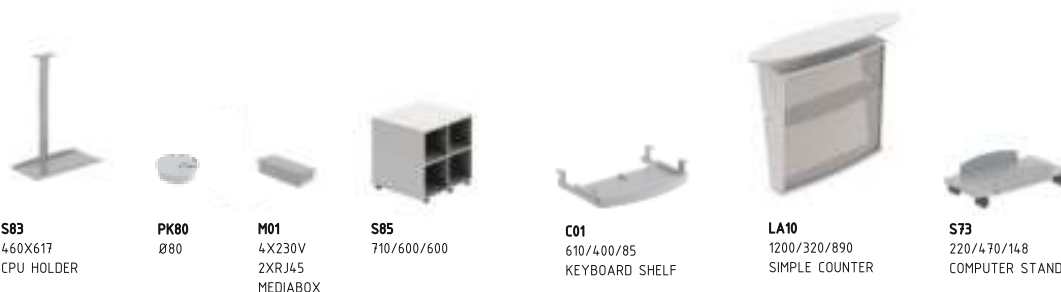 S83
460X617
CPU HOLDER
PK80
Ø80
M01
4X230V
2XRJ45
MEDIABOX
S85
710/600/600
C01
610/400/85
KEYBOARD SHELF
LA10
1200/320/890
SIMPLE COUNTER
S73
220/470/148
COMPUTER STAND